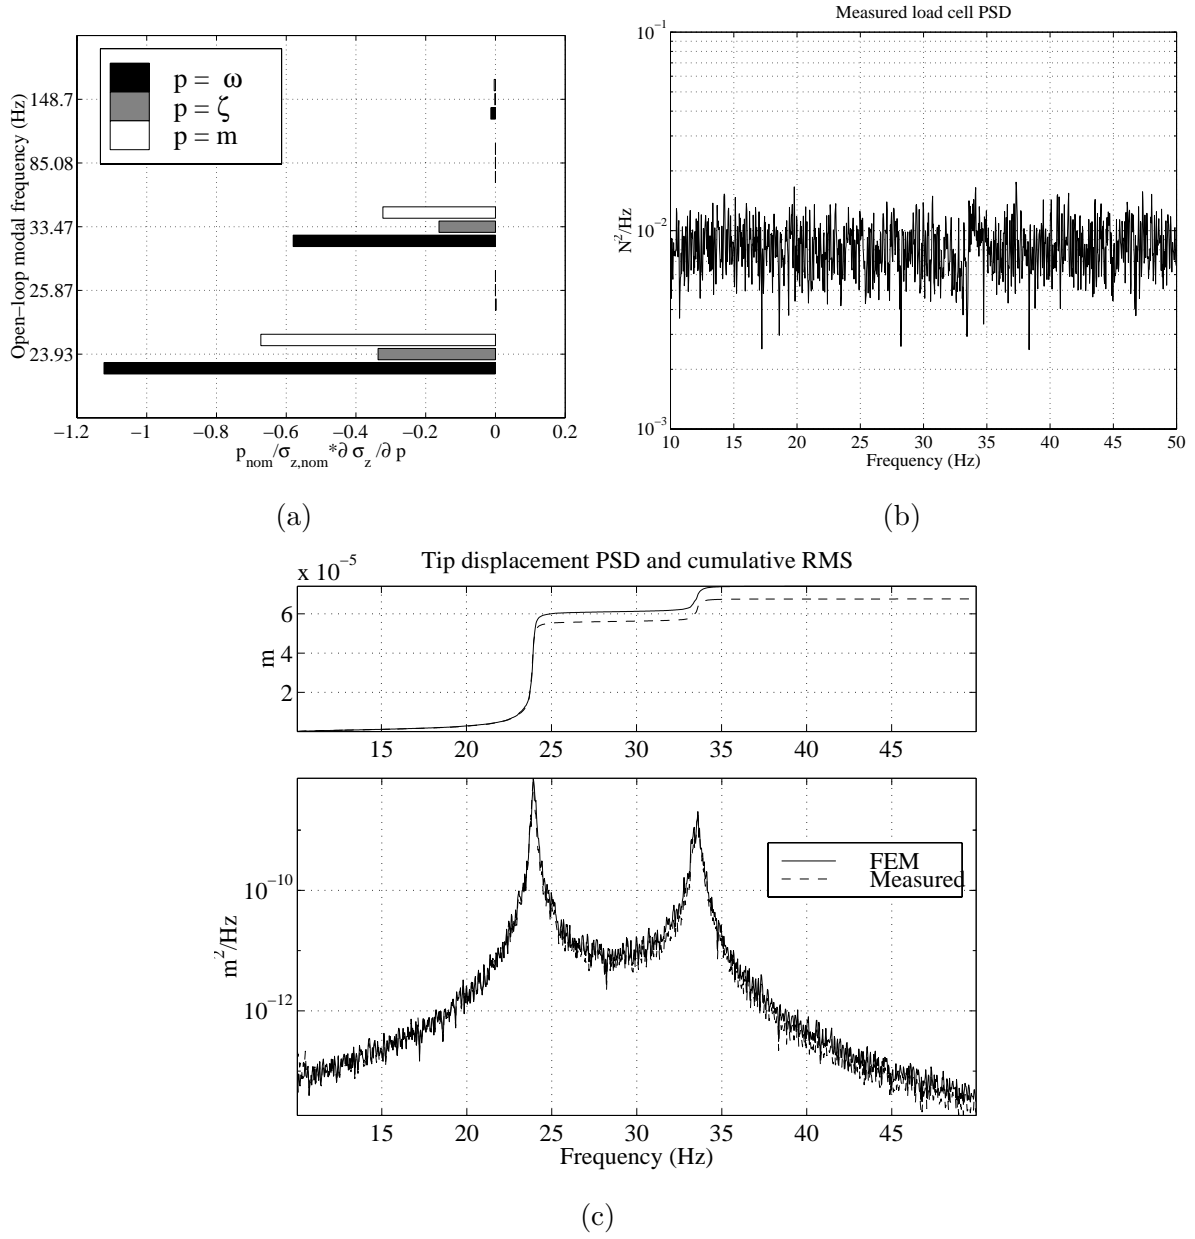 p = ω
p = ζ
p = m
Open−loop modal frequency (Hz)
148.7
85.08
33.47
25.87
23.93
−1.2 −1 −0.8 −0.6 −0.4 −0.2 0 0.2
p_nom/σ_z,nom*∂ σ_z /∂ p
(a)
Measured load cell PSD
N²/Hz
10⁻¹
10⁻²
10⁻³
10 15 20 25 30 35 40 45 50
Frequency (Hz)
(b)
Tip displacement PSD and cumulative RMS
x 10⁻⁵
m
6
4
2
15 20 25 30 35 40 45
FEM
Measured
m²/Hz
10⁻¹⁰
10⁻¹²
15 20 25 30 35 40 45
Frequency (Hz)
(c)